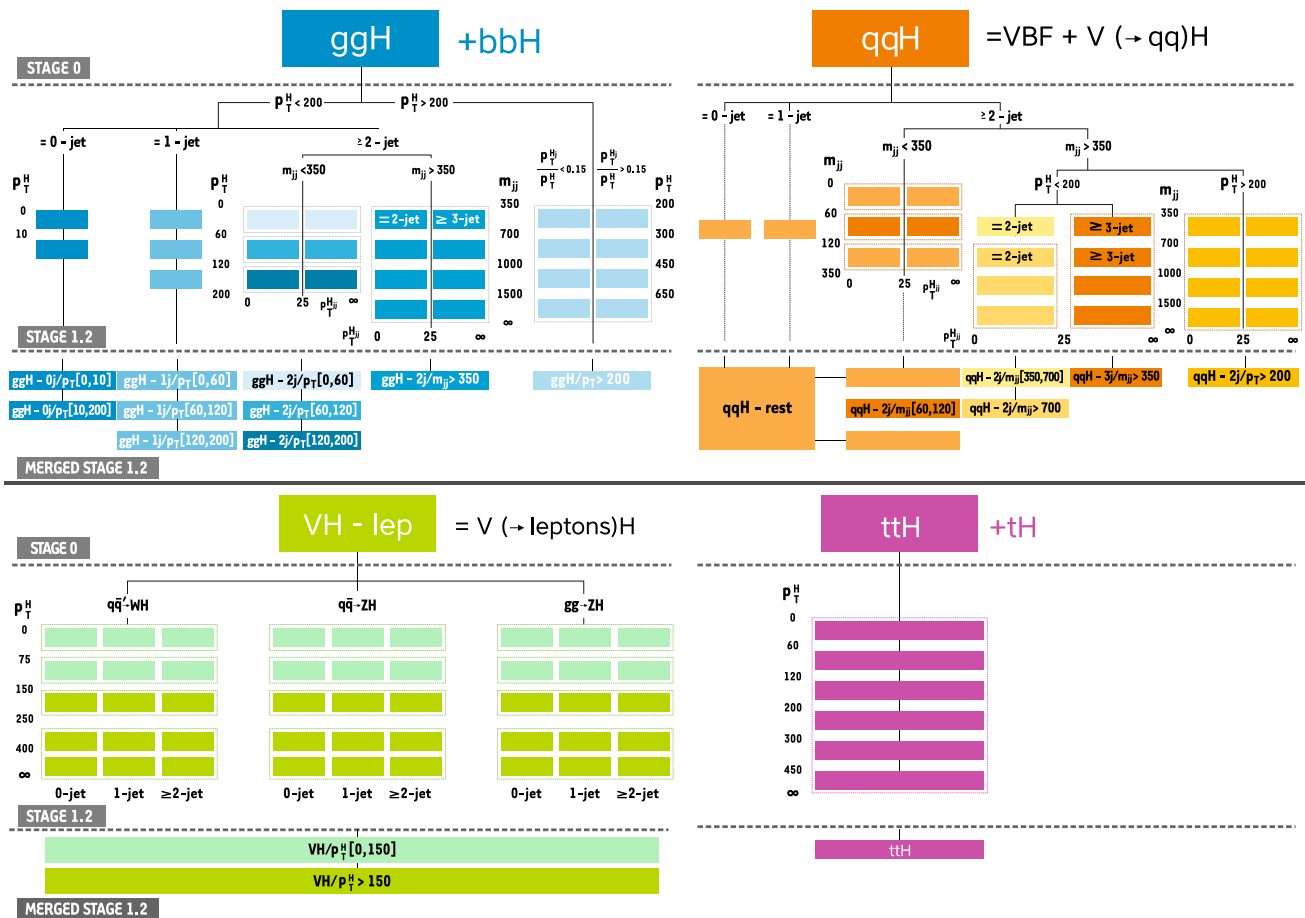 ggH +bbH
STAGE 0
p_T^H < 200 p_T^H > 200
= 0 - jet = 1 - jet ≥ 2 - jet
m_jj < 350 m_jj > 350
p_T^Hj / p_T^H < 0.15 p_T^Hj / p_T^H > 0.15
p_T^H p_T^H m_jj p_T^H
0
10
0
60
120
200
= 2-jet ≥ 3-jet
350
700
1000
1500
∞
200
300
450
650
0 25 p_T^Hjj ∞
p_T^Hjj 0 25 ∞
STAGE 1.2
ggH - 0j/p_T[0,10] ggH - 1j/p_T[0,60] ggH - 2j/p_T[0,60] ggH - 2j/m_jj > 350 ggH/p_T > 200
ggH - 0j/p_T[10,200] ggH - 1j/p_T[60,120] ggH - 2j/p_T[60,120]
ggH - 1j/p_T[120,200] ggH - 2j/p_T[120,200]
MERGED STAGE 1.2
qqH =VBF + V (→ qq)H
= 0 - jet = 1 - jet ≥ 2 - jet
m_jj < 350 m_jj > 350
p_T^H < 200 p_T^H > 200
m_jj
0
60
120
350
0 25 p_T^Hjj ∞
= 2-jet ≥ 3-jet
= 2-jet ≥ 3-jet
m_jj
350
700
1000
1500
∞
p_T^Hjj 0 25 ∞ 0 25 ∞
qqH - rest
qqH - 2j/m_jj[350,700] qqH - 3j/m_jj > 350 qqH - 2j/p_T > 200
qqH - 2j/m_jj[60,120] qqH - 2j/m_jj > 700
VH - lep = V (→ leptons)H
STAGE 0
qq̄′→WH qq̄→ZH gg→ZH
p_T^H
0
75
150
250
400
∞
0-jet 1-jet ≥2-jet 0-jet 1-jet ≥2-jet 0-jet 1-jet ≥2-jet
STAGE 1.2
VH/p_T^H [0,150]
VH/p_T^H > 150
MERGED STAGE 1.2
ttH +tH
p_T^H
0
60
120
200
300
450
∞
ttH